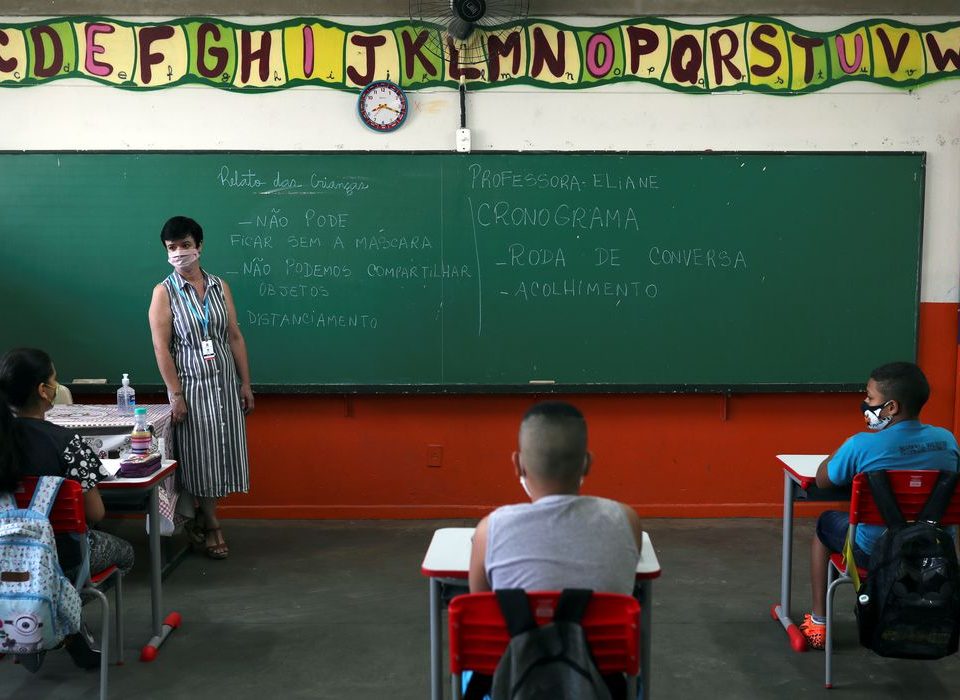 C D E F G H I J K L M N O P Q R S T U V W
Relato das Crianças
- NÃO PODE
FICAR SEM A MÁSCARA
- NÃO PODEMOS COMPARTILHAR
OBJETOS
- DISTANCIAMENTO
PROFESSORA: ELIANE
CRONOGRAMA
- RODA DE CONVERSA
- ACOLHIMENTO